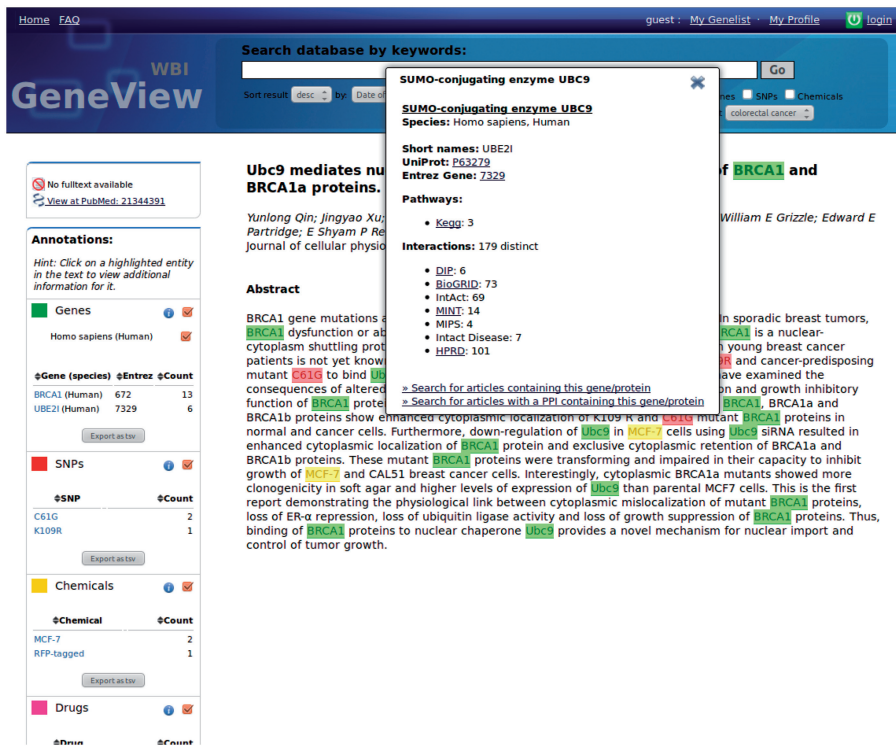 Home FAQ
guest : My Genelist · My Profile login
WBI
GeneView
Search database by keywords:
Go
Sort result desc by: Date of
nes SNPs Chemicals
colorectal cancer
No fulltext available
View at PubMed: 21344391
Annotations:
Hint: Click on a highlighted entity
in the text to view additional
information for it.
Genes
Homo sapiens (Human)
Gene (species) Entrez Count
BRCA1 (Human) 672 13
UBE2I (Human) 7329 6
Export as tsv
SNPs
SNP Count
C61G 2
K109R 1
Export as tsv
Chemicals
Chemical Count
MCF-7 2
RFP-tagged 1
Export as tsv
Drugs
Drug Count
SUMO-conjugating enzyme UBC9
SUMO-conjugating enzyme UBC9
Species: Homo sapiens, Human
Short names: UBE2I
UniProt: P63279
Entrez Gene: 7329
Pathways:
• Kegg: 3
Interactions: 179 distinct
• DIP: 6
• BioGRID: 73
• IntAct: 69
• MINT: 14
• MIPS: 4
• Intact Disease: 7
• HPRD: 101
» Search for articles containing this gene/protein
» Search for articles with a PPI containing this gene/protein
Ubc9 mediates nu of BRCA1 and
BRCA1a proteins.
Yunlong Qin; Jingyao Xu; William E Grizzle; Edward E
Partridge; E Shyam P Re
Journal of cellular physio
Abstract
BRCA1 gene mutations a In sporadic breast tumors,
BRCA1 dysfunction or ab RCA1 is a nuclear-
cytoplasm shuttling prot young breast cancer
patients is not yet know 9R and cancer-predisposing
mutant C61G to bind Ub ave examined the
consequences of altered on and growth inhibitory
function of BRCA1 prote BRCA1, BRCA1a and
BRCA1b proteins show enhanced cytoplasmic localization of K109 R and C61G mutant BRCA1 proteins in
normal and cancer cells. Furthermore, down-regulation of Ubc9 in MCF-7 cells using Ubc9 siRNA resulted in
enhanced cytoplasmic localization of BRCA1 protein and exclusive cytoplasmic retention of BRCA1a and
BRCA1b proteins. These mutant BRCA1 proteins were transforming and impaired in their capacity to inhibit
growth of MCF-7 and CAL51 breast cancer cells. Interestingly, cytoplasmic BRCA1a mutants showed more
clonogenicity in soft agar and higher levels of expression of Ubc9 than parental MCF7 cells. This is the first
report demonstrating the physiological link between cytoplasmic mislocalization of mutant BRCA1 proteins,
loss of ER-α repression, loss of ubiquitin ligase activity and loss of growth suppression of BRCA1 proteins. Thus,
binding of BRCA1 proteins to nuclear chaperone Ubc9 provides a novel mechanism for nuclear import and
control of tumor growth.